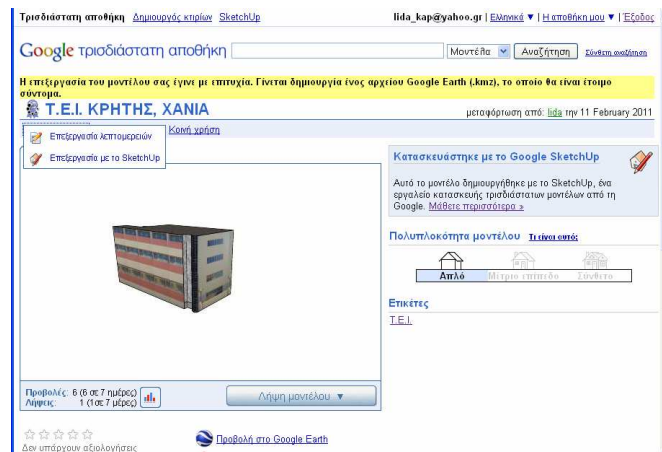 Τρισδιάστατη αποθήκη Δημιουργός κτιρίων SketchUp lida_kap@yahoo.gr | Ελληνικά ▼ | Η αποθήκη μου ▼ | Έξοδος
Google τρισδιάστατη αποθήκη Μοντέλα Αναζήτηση Σύνθετη αναζήτηση
Η επεξεργασία του μοντέλου σας έγινε με επιτυχία. Γίνεται δημιουργία ένος αρχείου Google Earth (.kmz), το οποίο θα είναι έτοιμο
σύντομα.
Τ.Ε.Ι. ΚΡΗΤΗΣ, ΧΑΝΙΑ μεταφόρτωση από: lida την 11 February 2011
Κοινή χρήση
Επεξεργασία λεπτομερειών
Επεξεργασία με το SketchUp
Κατασκευάστηκε με το Google SketchUp
Αυτό το μοντέλο δημιουργήθηκε με το SketchUp, ένα
εργαλείο κατασκευής τρισδιάστατων μοντέλων από τη
Google. Μάθετε περισσότερα »
Πολυπλοκότητα μοντέλου Τι είναι αυτό;
Απλό Μέτριο επίπεδο Σύνθετο
Ετικέτες
Τ.Ε.Ι.
Προβολές: 6 (6 σε 7 ημέρες)
Λήψεις: 1 (1σε 7 μέρες)
Λήψη μοντέλου ▼
Δεν υπάρχουν αξιολογήσεις
Προβολή στο Google Earth